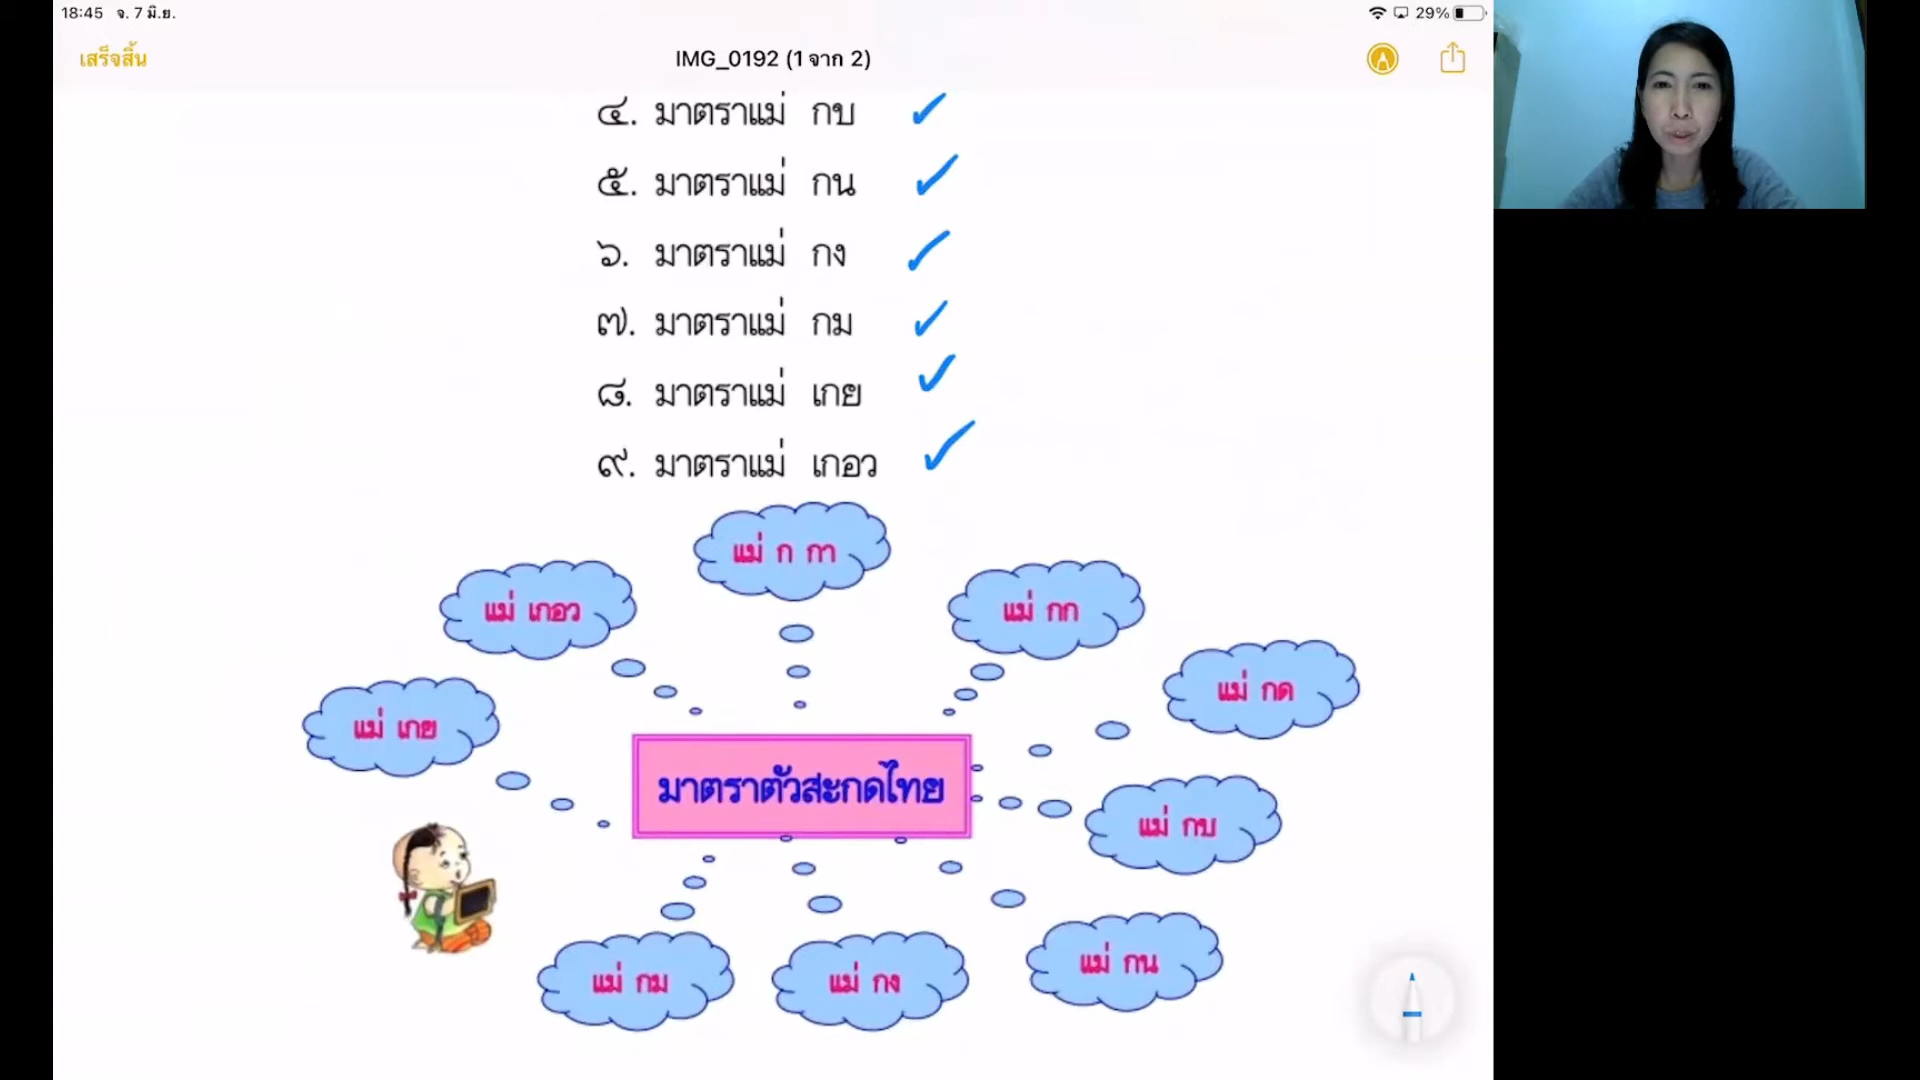 18:45 จ. 7 มิ.ย.
29%
เสร็จสิ้น
IMG_0192 (1 จาก 2)
๔. มาตราแม่ กบ
๕. มาตราแม่ กน
๖. มาตราแม่ กง
๗. มาตราแม่ กม
๘. มาตราแม่ เกย
๙. มาตราแม่ เกอว
แม่ ก กา
แม่ เกอว
แม่ กก
แม่ กด
แม่ เกย
มาตราตัวสะกดไทย
แม่ กบ
แม่ กน
แม่ กม
แม่ กง